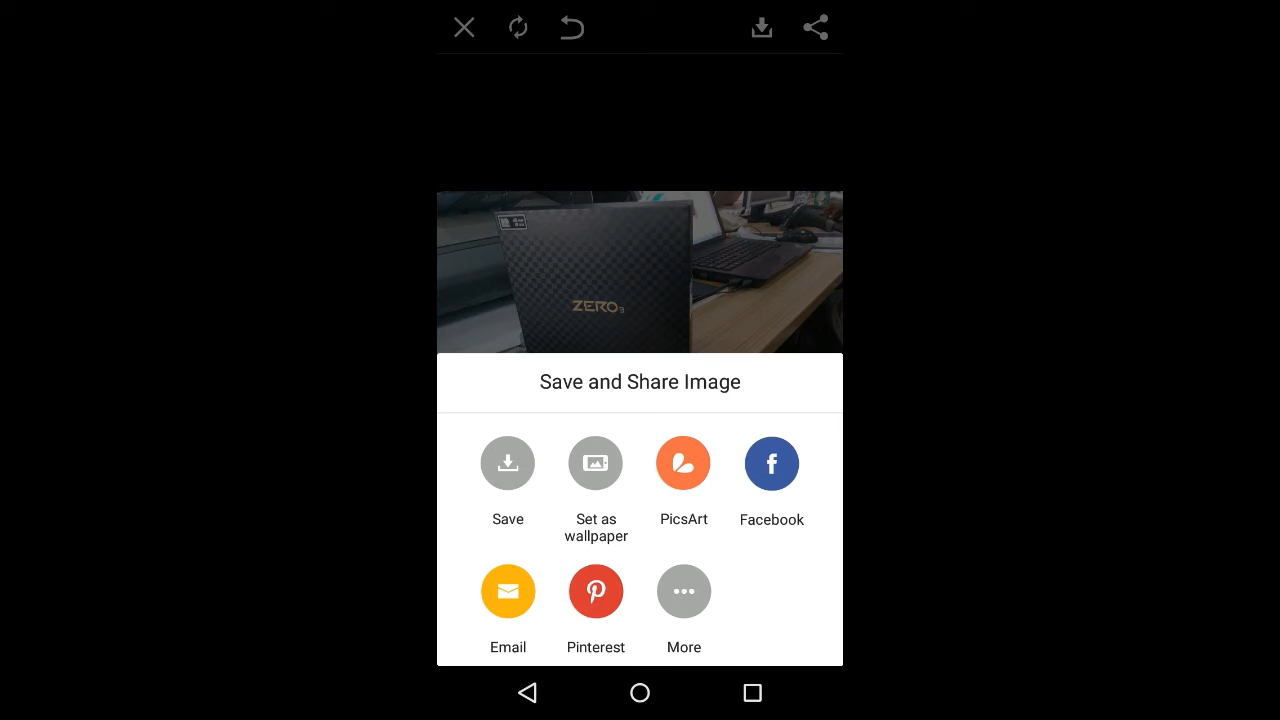 ZERO3
Save and Share Image
Save
Set as
wallpaper
PicsArt
Facebook
Email
Pinterest
More